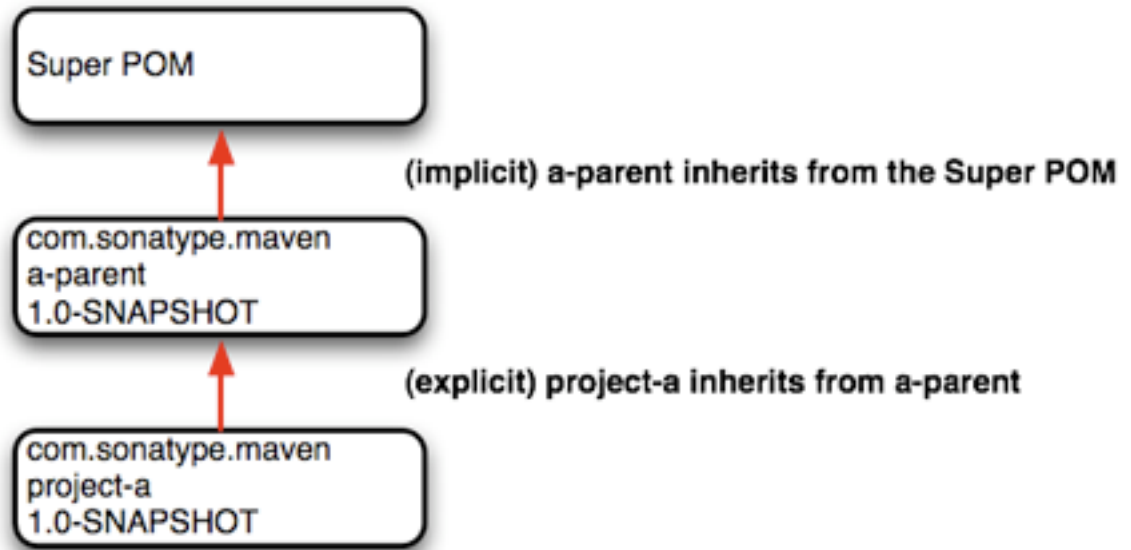 Super POM
(implicit) a-parent inherits from the Super POM
com.sonatype.maven
a-parent
1.0-SNAPSHOT
(explicit) project-a inherits from a-parent
com.sonatype.maven
project-a
1.0-SNAPSHOT